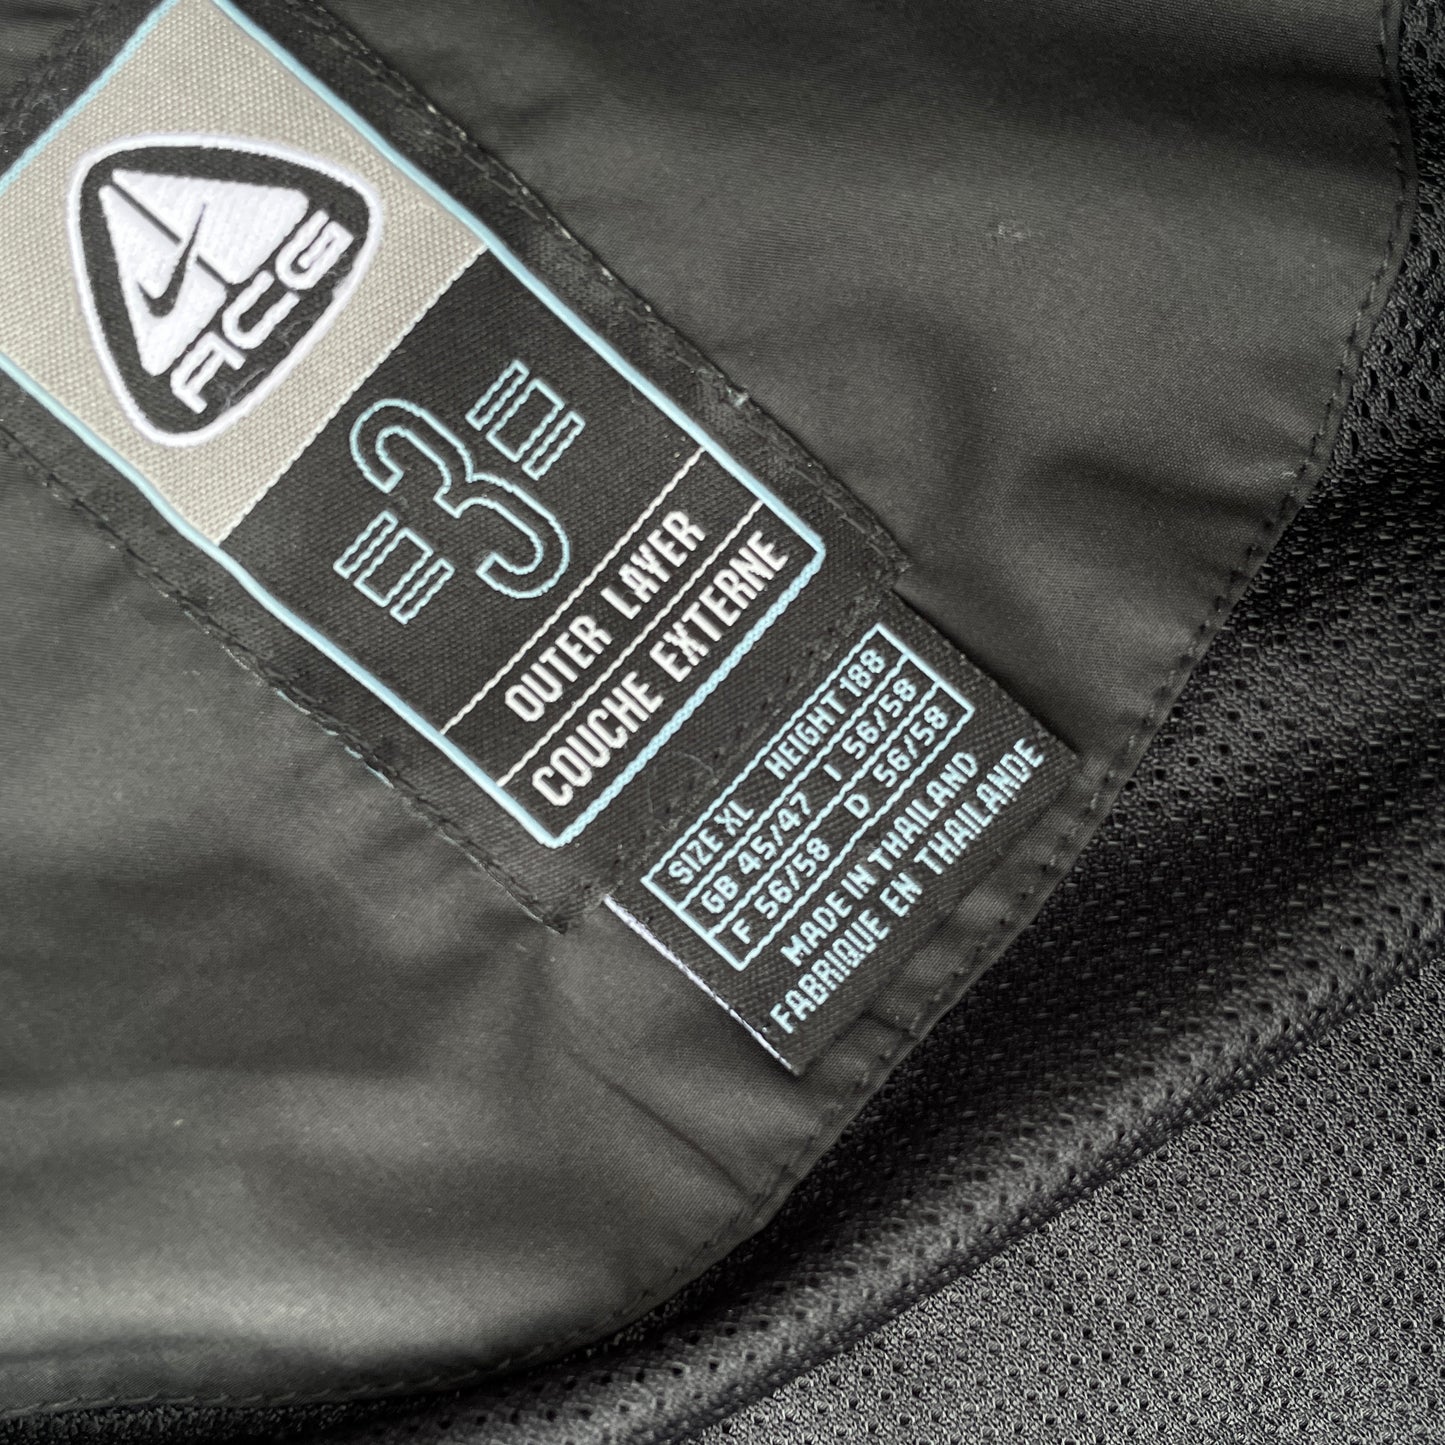 ACG
3
OUTER LAYER
COUCHE EXTERNE
SIZE XL HEIGHT 188
GB 45/47 I 56/58
F 56/58 D 56/58
MADE IN THAILAND
FABRIQUE EN THAILANDE